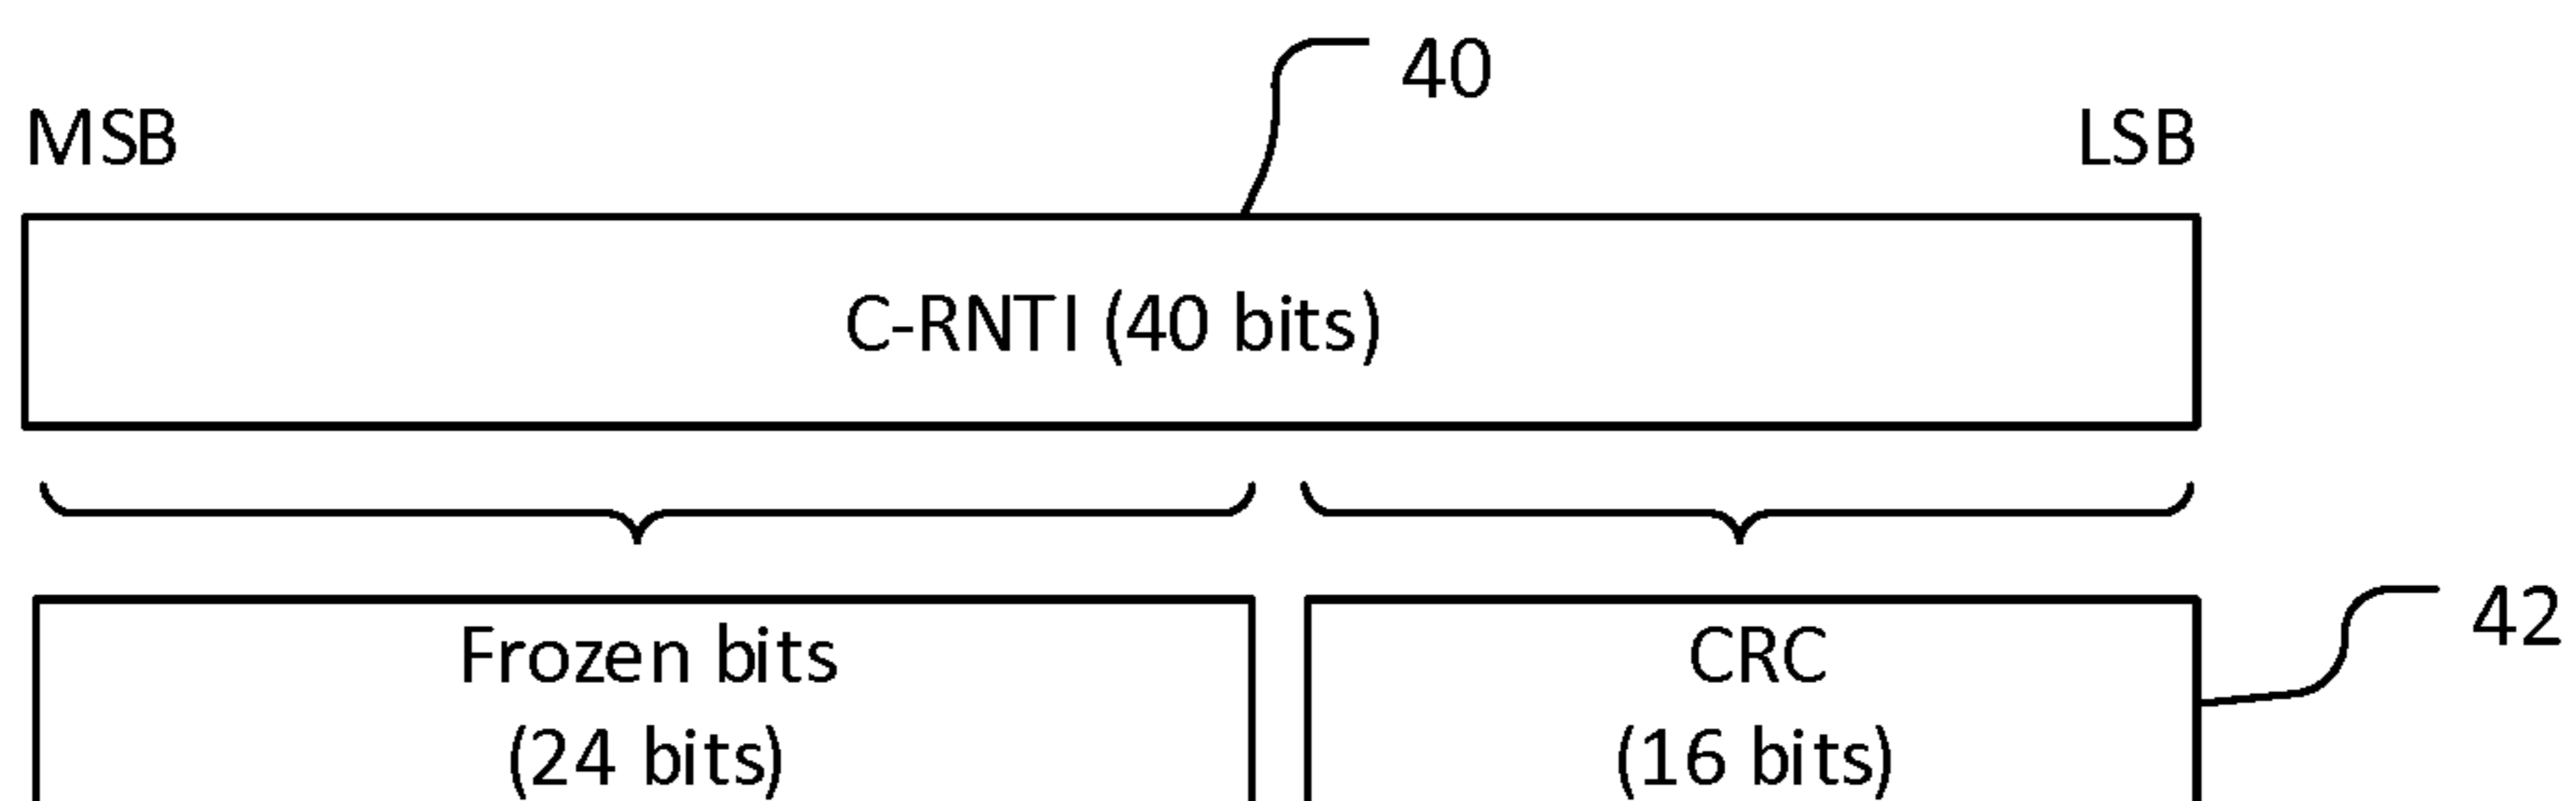 40
MSB
LSB
C-RNTI (40 bits)
42
Frozen bits
(24 bits)
CRC
(16 bits)